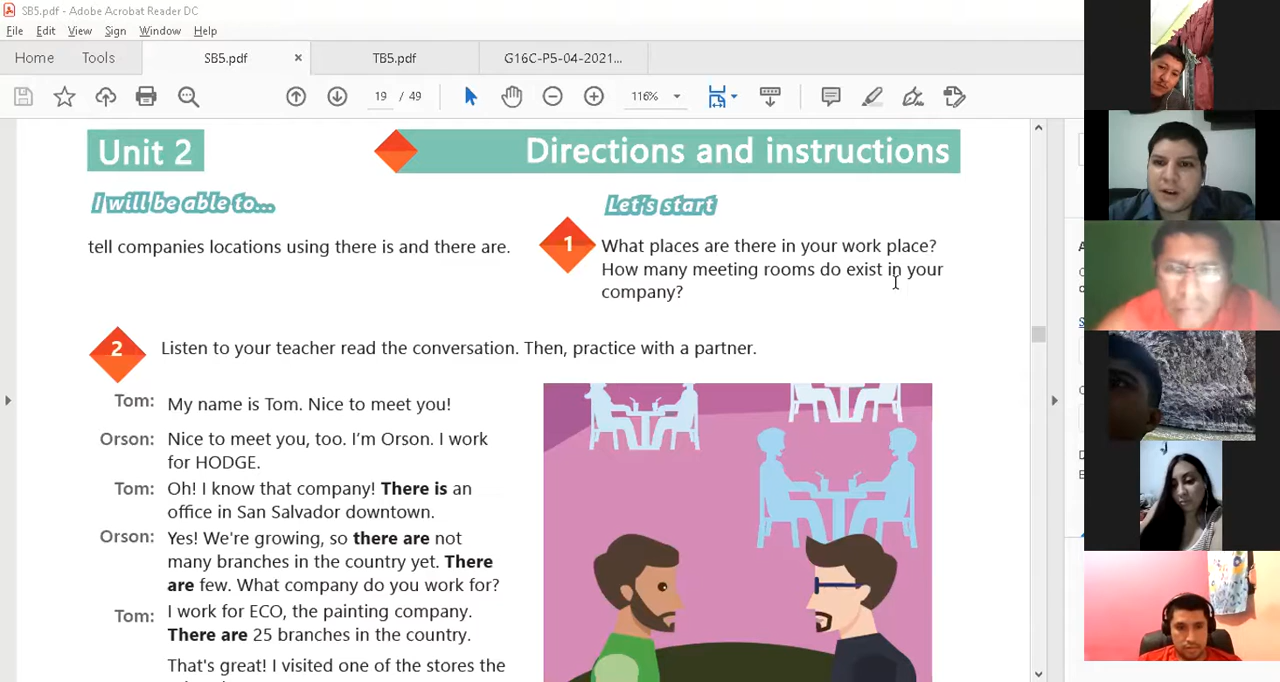 SB5.pdf - Adobe Acrobat Reader DC
File Edit View Sign Window Help
Home Tools SB5.pdf × TB5.pdf G16C-P5-04-2021...
19 / 49 116%
Unit 2
Directions and instructions
I will be able to...
Let's start
tell companies locations using there is and there are.
1 What places are there in your work place?
How many meeting rooms do exist in your
company?
2 Listen to your teacher read the conversation. Then, practice with a partner.
Tom: My name is Tom. Nice to meet you!
Orson: Nice to meet you, too. I'm Orson. I work
for HODGE.
Tom: Oh! I know that company! There is an
office in San Salvador downtown.
Orson: Yes! We're growing, so there are not
many branches in the country yet. There
are few. What company do you work for?
Tom: I work for ECO, the painting company.
There are 25 branches in the country.
That's great! I visited one of the stores the